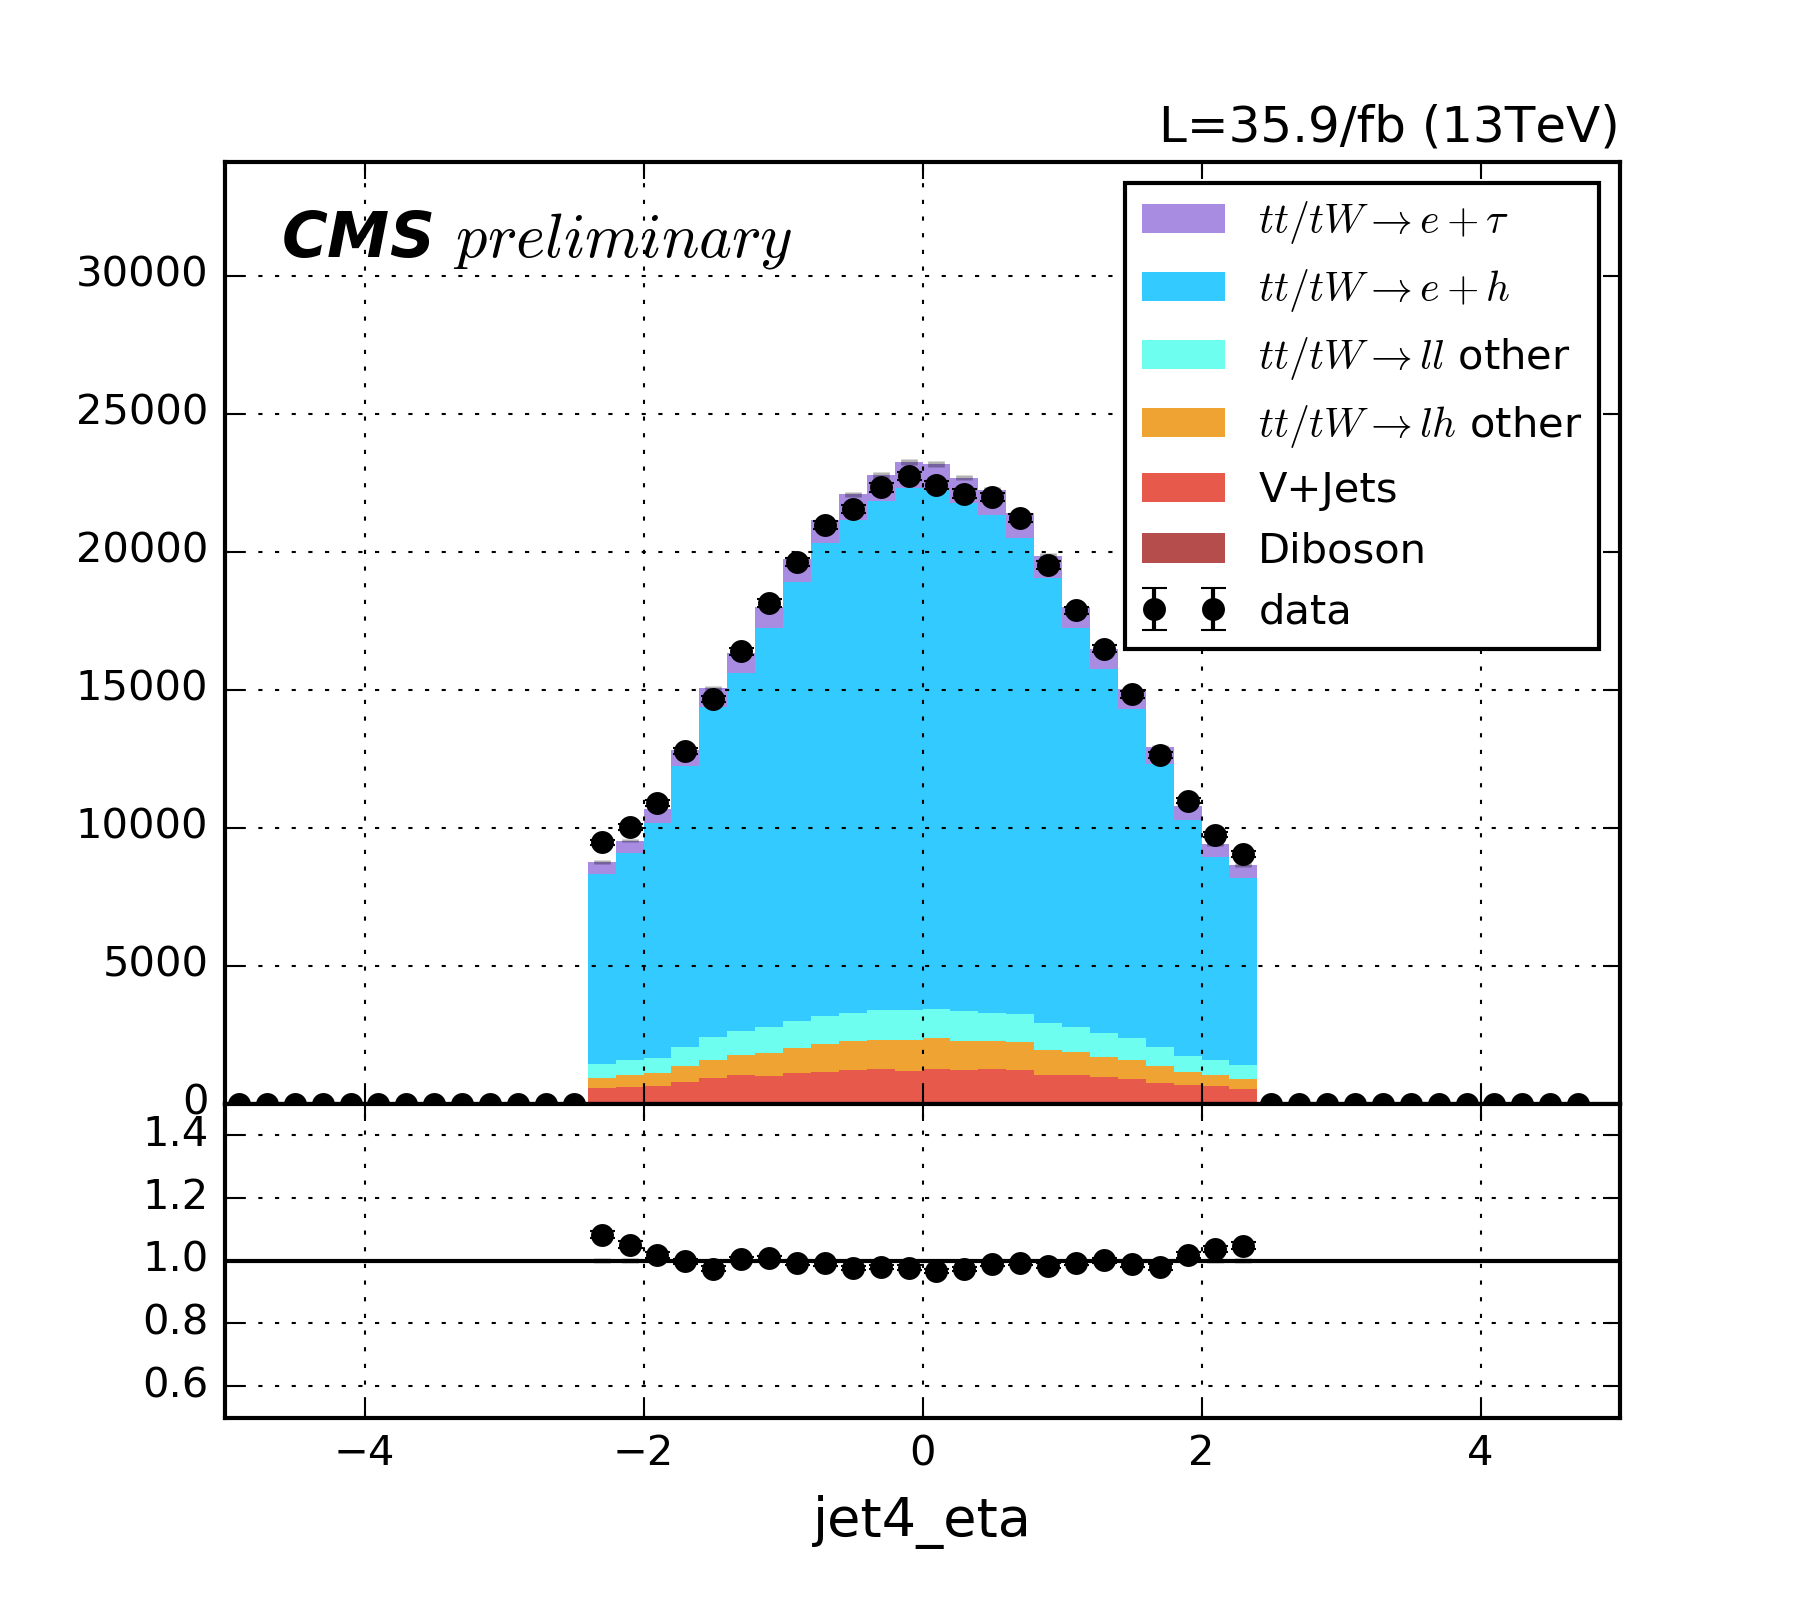 L=35.9/fb (13TeV)
CMS preliminary
tt/tW→e+τ
tt/tW→e+h
tt/tW→ll other
tt/tW→lh other
V+Jets
Diboson
data
30000
25000
20000
15000
10000
5000
0
1.4
1.2
1.0
0.8
0.6
−4 −2 0 2 4
jet4_eta